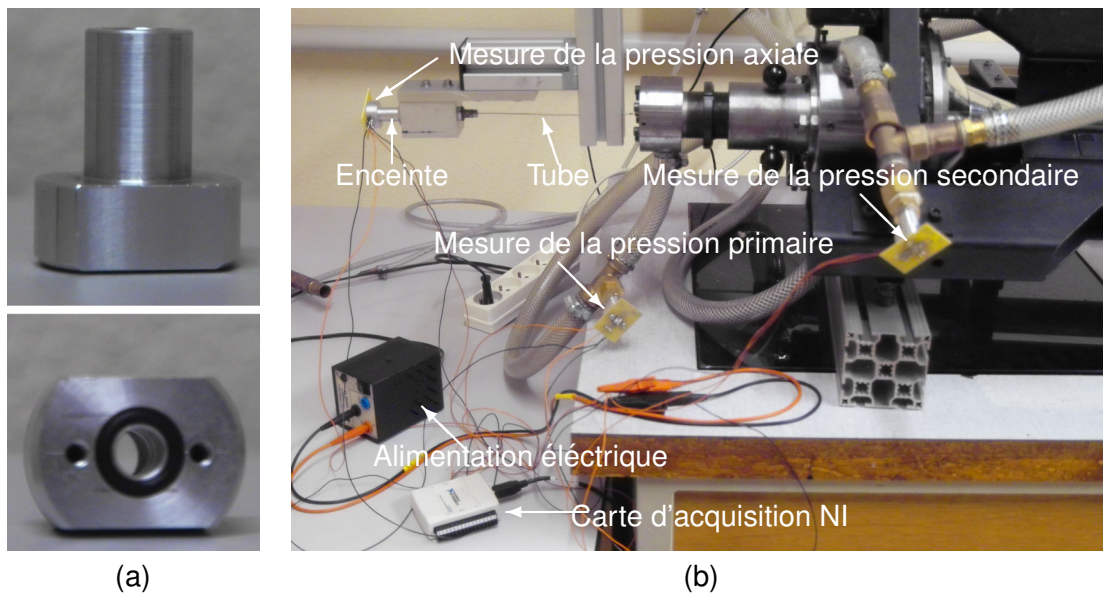 Mesure de la pression axiale
Enceinte
Tube
Mesure de la pression secondaire
Mesure de la pression primaire
Alimentation éléctrique
Carte d'acquisition NI
(a)
(b)